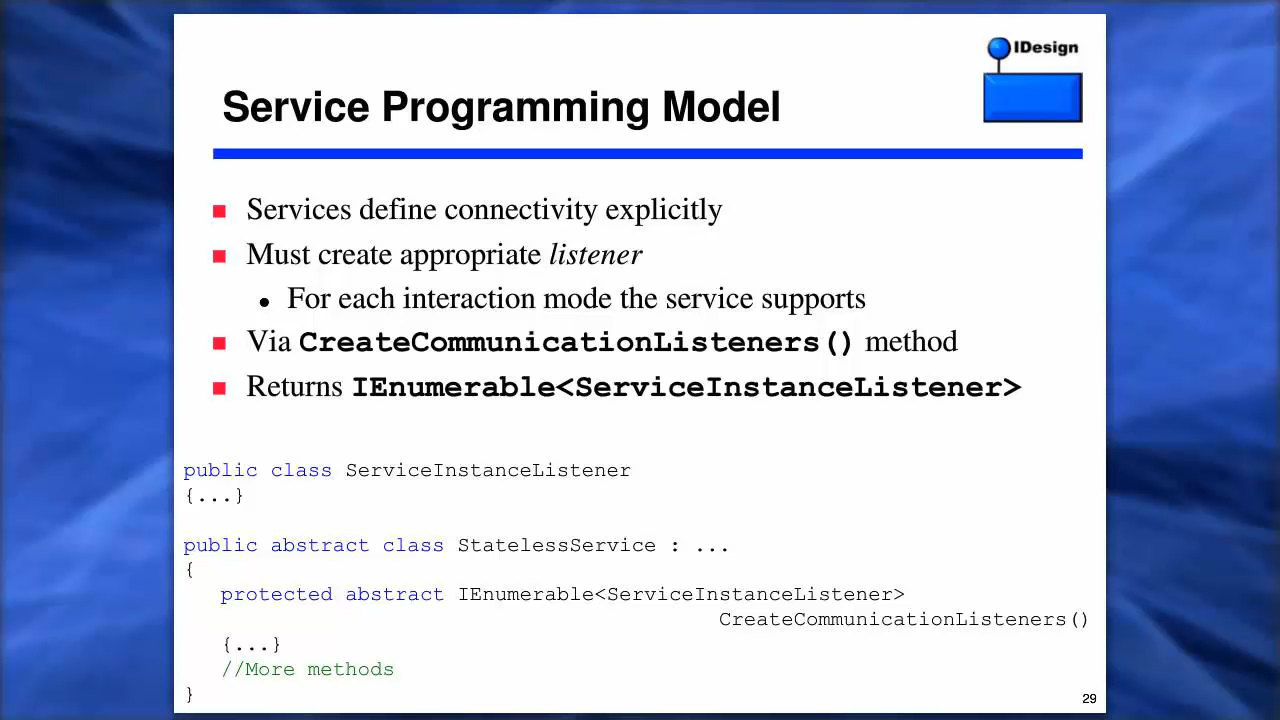 IDesign
Service Programming Model
Services define connectivity explicitly
Must create appropriate listener
For each interaction mode the service supports
Via CreateCommunicationListeners() method
Returns IEnumerable<ServiceInstanceListener>
public class ServiceInstanceListener
{...}
public abstract class StatelessService : ...
{
protected abstract IEnumerable<ServiceInstanceListener>
CreateCommunicationListeners()
{...}
//More methods
}
29